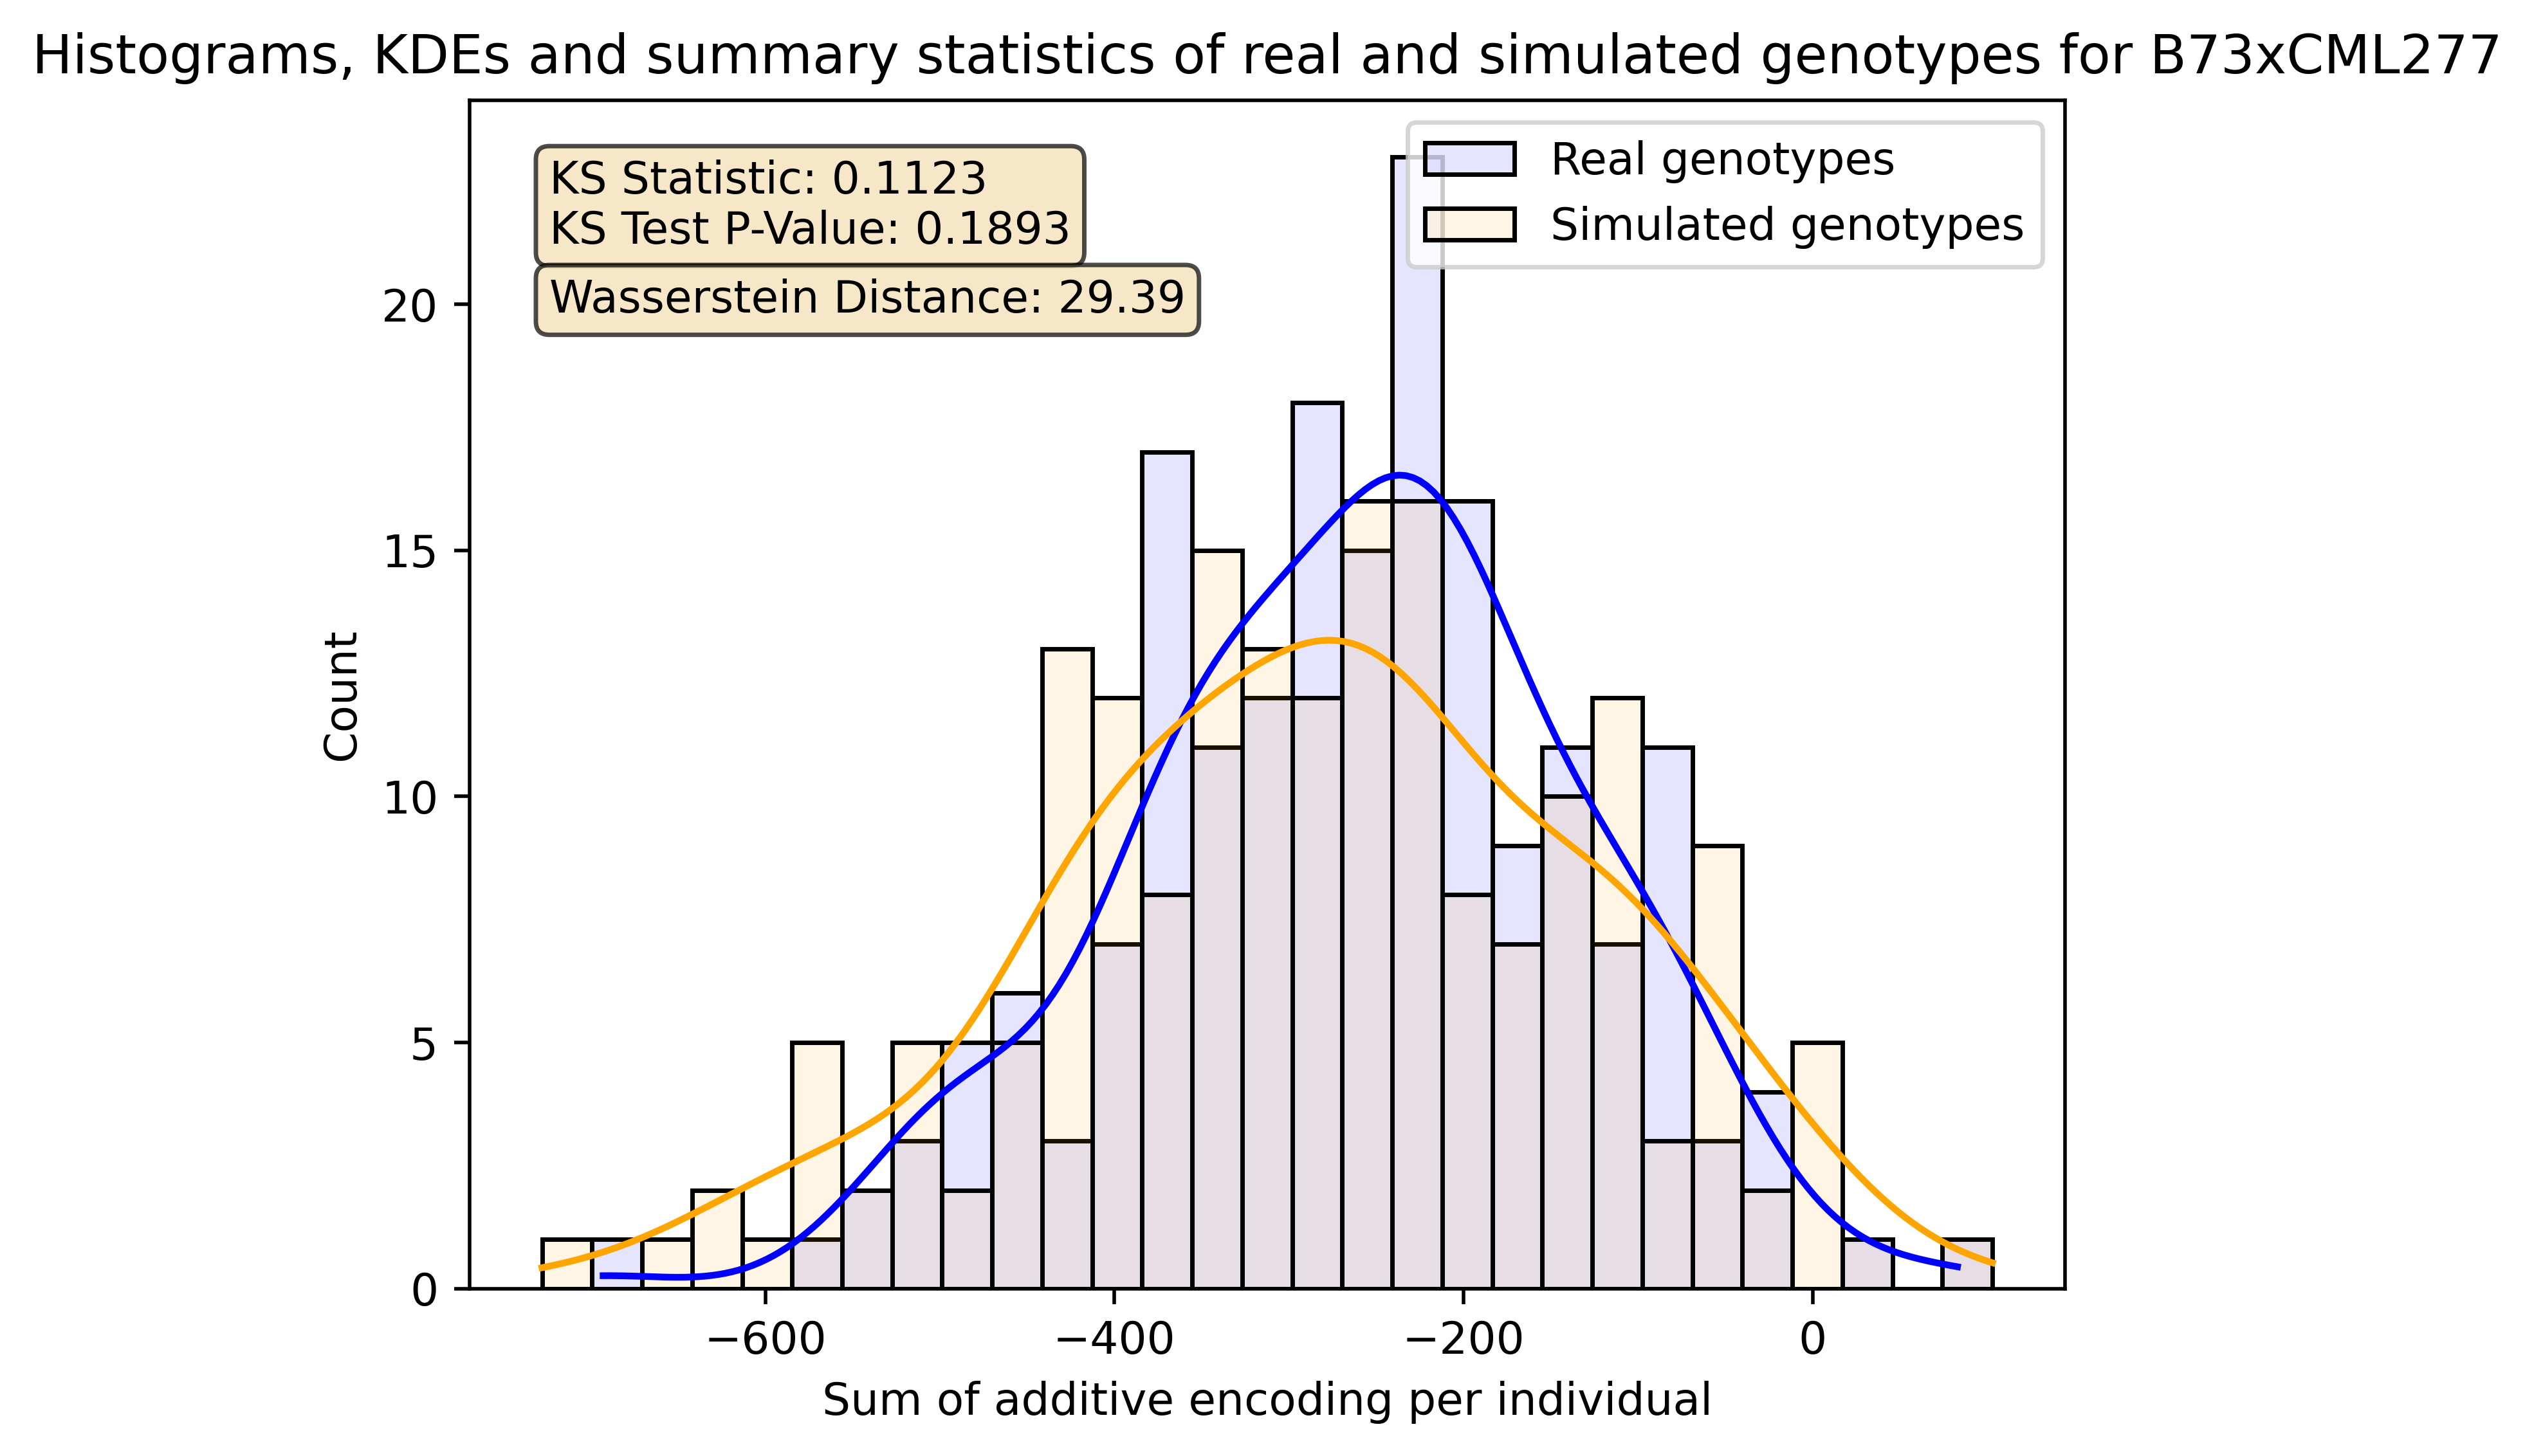 Histograms, KDEs and summary statistics of real and simulated genotypes for B73xCML277
KS Statistic: 0.1123
KS Test P-Value: 0.1893
Wasserstein Distance: 29.39
Real genotypes
Simulated genotypes
Count
20
15
10
5
0
−600
−400
−200
0
Sum of additive encoding per individual